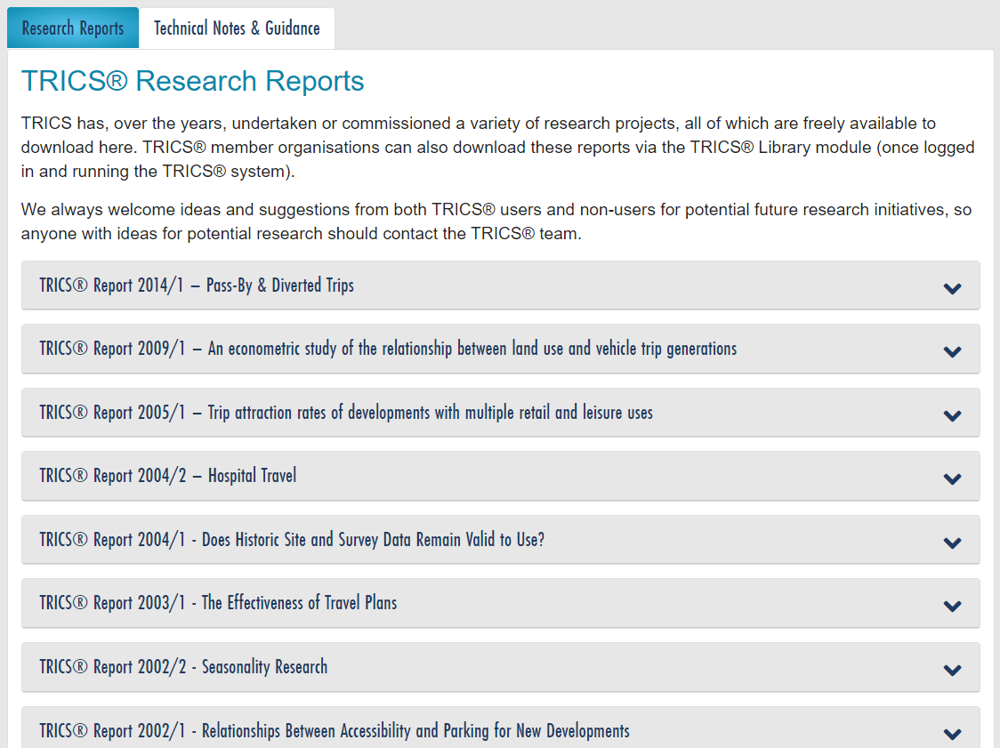 Research Reports
Technical Notes & Guidance
TRICS® Research Reports
TRICS has, over the years, undertaken or commissioned a variety of research projects, all of which are freely available to
download here. TRICS® member organisations can also download these reports via the TRICS® Library module (once logged
in and running the TRICS® system).
We always welcome ideas and suggestions from both TRICS® users and non-users for potential future research initiatives, so
anyone with ideas for potential research should contact the TRICS® team.
TRICS® Report 2014/1 – Pass-By & Diverted Trips
TRICS® Report 2009/1 – An econometric study of the relationship between land use and vehicle trip generations
TRICS® Report 2005/1 – Trip attraction rates of developments with multiple retail and leisure uses
TRICS® Report 2004/2 – Hospital Travel
TRICS® Report 2004/1 - Does Historic Site and Survey Data Remain Valid to Use?
TRICS® Report 2003/1 - The Effectiveness of Travel Plans
TRICS® Report 2002/2 - Seasonality Research
TRICS® Report 2002/1 - Relationships Between Accessibility and Parking for New Developments